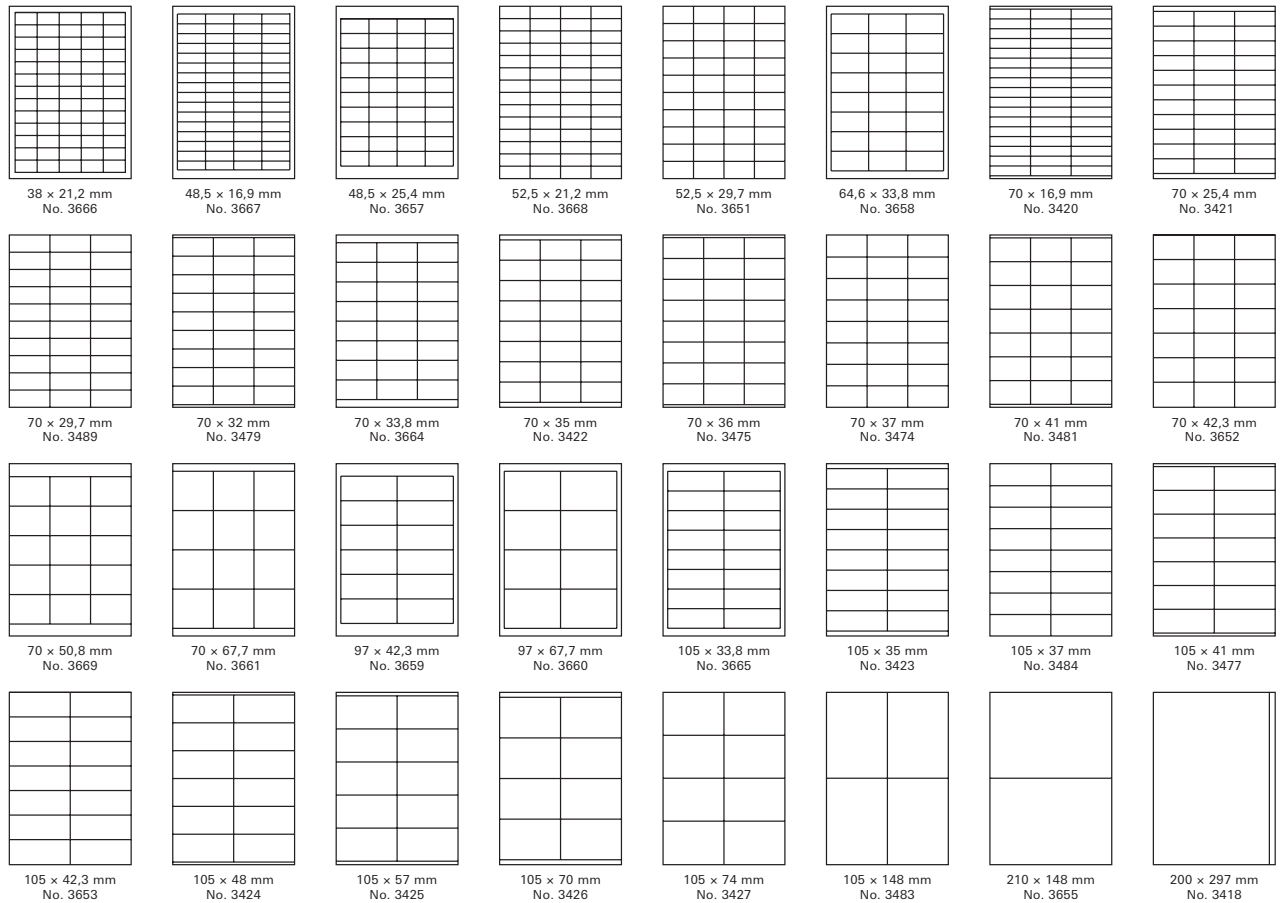 38 × 21,2 mm
No. 3666
48,5 × 16,9 mm
No. 3667
48,5 × 25,4 mm
No. 3657
52,5 × 21,2 mm
No. 3668
52,5 × 29,7 mm
No. 3651
64,6 × 33,8 mm
No. 3658
70 × 16,9 mm
No. 3420
70 × 25,4 mm
No. 3421
70 × 29,7 mm
No. 3489
70 × 32 mm
No. 3479
70 × 33,8 mm
No. 3664
70 × 35 mm
No. 3422
70 × 36 mm
No. 3475
70 × 37 mm
No. 3474
70 × 41 mm
No. 3481
70 × 42,3 mm
No. 3652
70 × 50,8 mm
No. 3669
70 × 67,7 mm
No. 3661
97 × 42,3 mm
No. 3659
97 × 67,7 mm
No. 3660
105 × 33,8 mm
No. 3665
105 × 35 mm
No. 3423
105 × 37 mm
No. 3484
105 × 41 mm
No. 3477
105 × 42,3 mm
No. 3653
105 × 48 mm
No. 3424
105 × 57 mm
No. 3425
105 × 70 mm
No. 3426
105 × 74 mm
No. 3427
105 × 148 mm
No. 3483
210 × 148 mm
No. 3655
200 × 297 mm
No. 3418